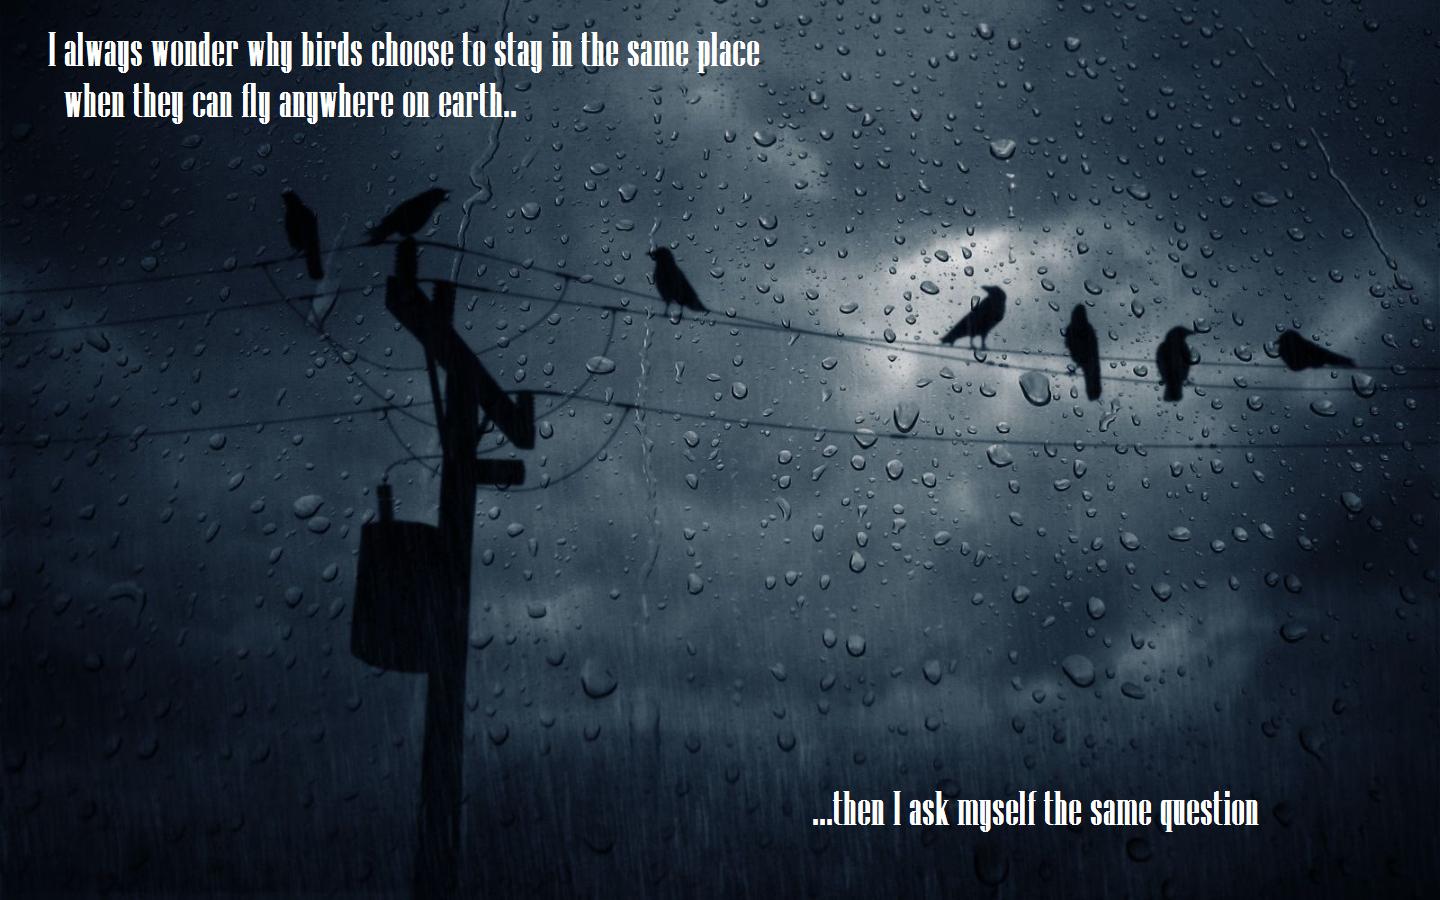 I always wonder why birds choose to stay in the same place
when they can fly anywhere on earth..
...then I ask myself the same question